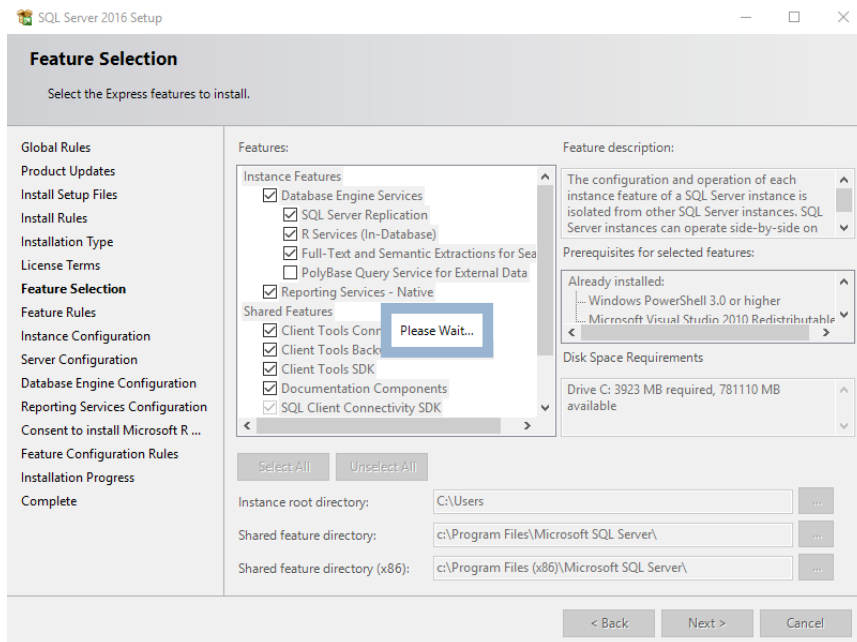 SQL Server 2016 Setup
Feature Selection
Select the Express features to install.
Global Rules
Product Updates
Install Setup Files
Install Rules
Installation Type
License Terms
Feature Selection
Feature Rules
Instance Configuration
Server Configuration
Database Engine Configuration
Reporting Services Configuration
Consent to install Microsoft R ...
Feature Configuration Rules
Installation Progress
Complete
Features:
Instance Features
Database Engine Services
SQL Server Replication
R Services (In-Database)
Full-Text and Semantic Extractions for Sea
PolyBase Query Service for External Data
Reporting Services - Native
Shared Features
Client Tools Conn
Client Tools Back
Client Tools SDK
Documentation Components
SQL Client Connectivity SDK
Please Wait...
Feature description:
The configuration and operation of each
instance feature of a SQL Server instance is
isolated from other SQL Server instances. SQL
Server instances can operate side-by-side on
Prerequisites for selected features:
Already installed:
Windows PowerShell 3.0 or higher
Microsoft Visual Studio 2010 Redistributable
Disk Space Requirements
Drive C: 3923 MB required, 781110 MB
available
Select All
Unselect All
Instance root directory:
C:\Users
...
Shared feature directory:
c:\Program Files\Microsoft SQL Server\
...
Shared feature directory (x86):
c:\Program Files (x86)\Microsoft SQL Server\
...
< Back
Next >
Cancel